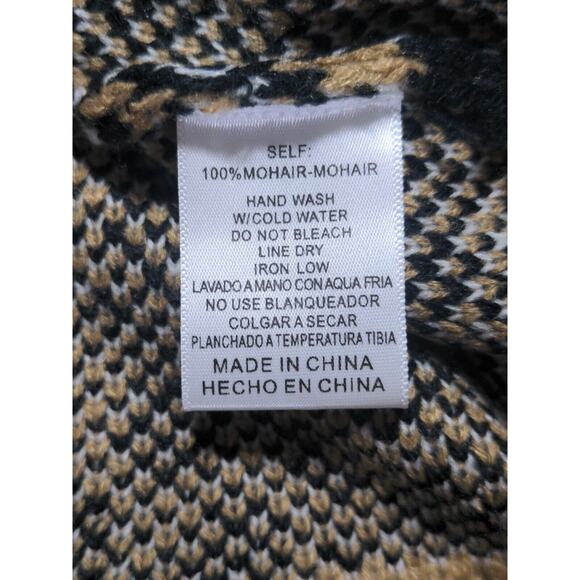 SELF:
100%MOHAIR-MOHAIR
HAND WASH
W/COLD WATER
DO NOT BLEACH
LINE DRY
IRON LOW
LAVADO A MANO CON AQUA FRIA
NO USE BLANQUEADOR
COLGAR A SECAR
PLANCHADO A TEMPERATURA TIBIA
MADE IN CHINA
HECHO EN CHINA